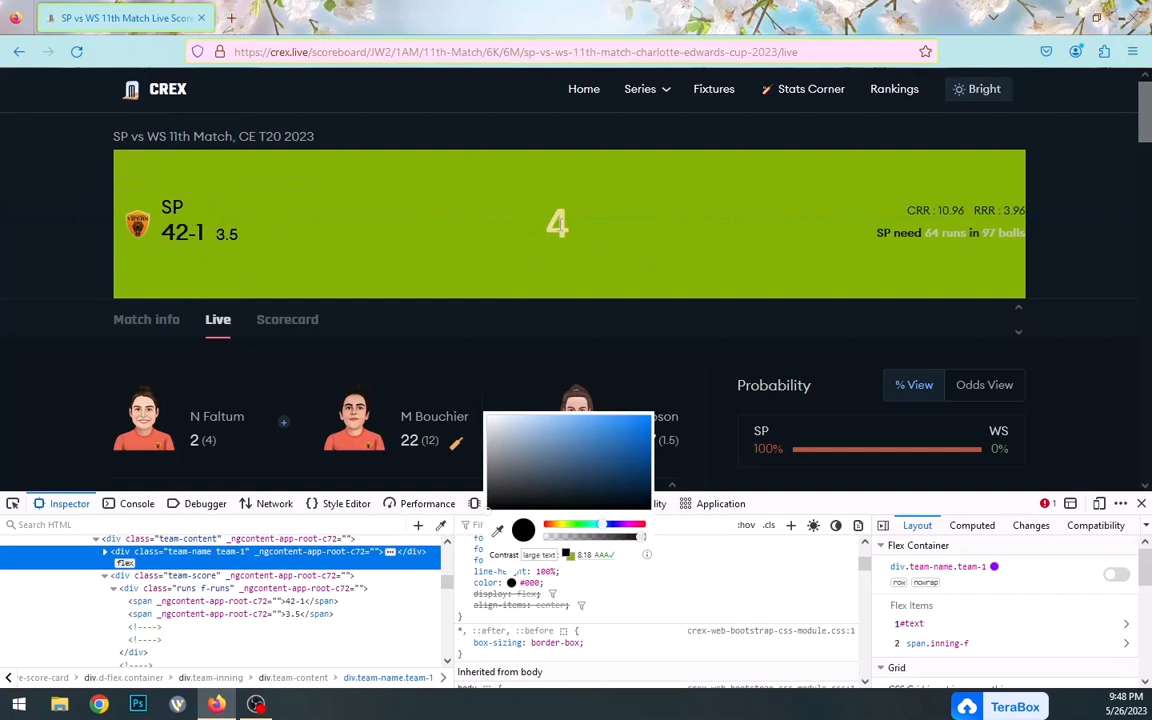 SP vs WS 11th Match Live Score
https://crex.live/scoreboard/JW2/1AM/11th-Match/6K/6M/sp-vs-ws-11th-match-charlotte-edwards-cup-2023/live
CREX
Home Series Fixtures Stats Corner Rankings Bright
SP vs WS 11th Match, CE T20 2023
SP
42-1 3.5
4
CRR : 10.96 RRR : 3.96
SP need 64 runs in 97 balls
Match info Live Scorecard
N Faltum
2 (4)
M Bouchier
22 (12)
(1.5)
Probability % View Odds View
SP WS
100% 0%
Inspector Console Debugger Network Style Editor Performance Application
1
Search HTML
:hov .cls
Layout Computed Changes Compatibility
<div class="team-content" _ngcontent-app-root-c72="">
<div class="team-name team-1" _ngcontent-app-root-c72=""> </div>
flex
<div class="team-score" _ngcontent-app-root-c72="">
<div class="runs f-runs" _ngcontent-app-root-c72="">
<span _ngcontent-app-root-c72="">42-1</span>
<span _ngcontent-app-root-c72="">3.5</span>
<!---->
<!---->
</div>
<!---->
e-score-card div.d-flex.container div.team-inning div.team-content div.team-name.team-1
Contrast large text: 8.18 AAA✓
line-height: 100%;
color: #000;
display: flex;
align-items: center;
}
*, ::after, ::before { crex-web-bootstrap-css-module.css:1
box-sizing: border-box;
}
Inherited from body
Flex Container
div.team-name.team-1
row nowrap
Flex Items
1 #text
2 span.inning-f
Grid
TeraBox
9:48 PM
5/26/2023